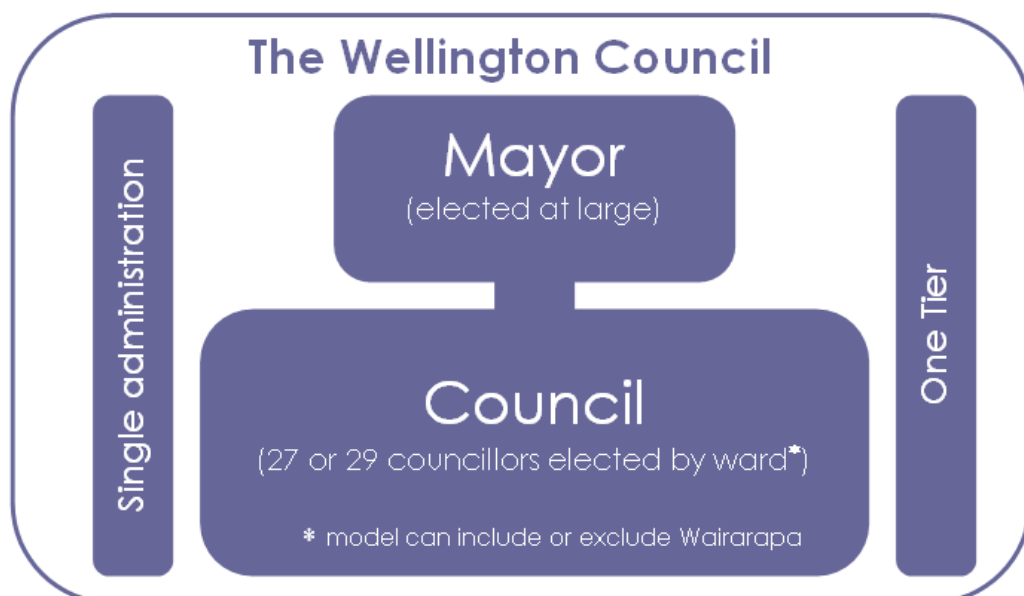 The Wellington Council
Single administration
Mayor
(elected at large)
Council
(27 or 29 councillors elected by ward*)
* model can include or exclude Wairarapa
One Tier